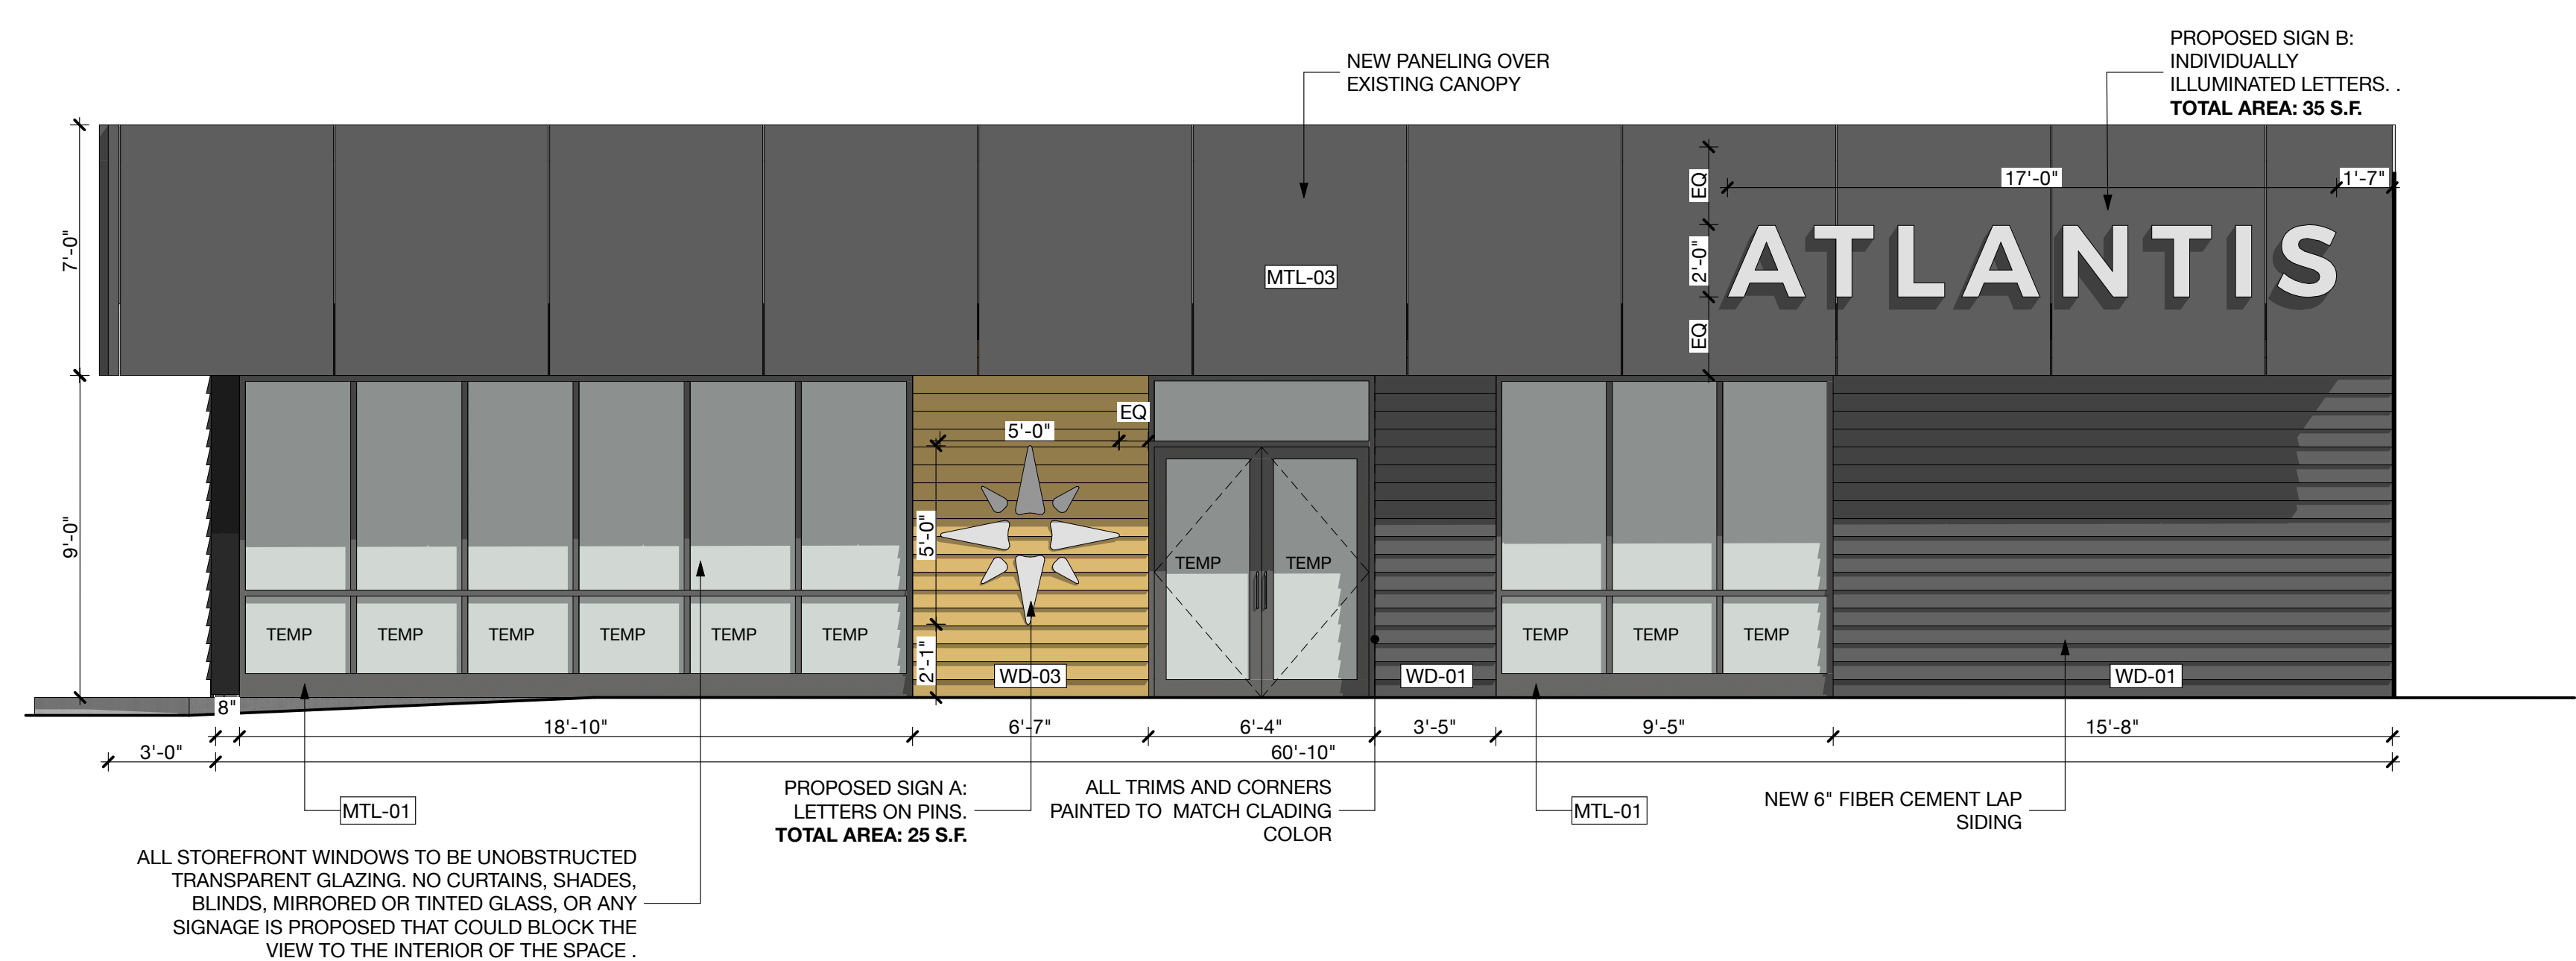 NEW PANELING OVER
EXISTING CANOPY
PROPOSED SIGN B:
INDIVIDUALLY
ILLUMINATED LETTERS. .
TOTAL AREA: 35 S.F.
7'-0"
9'-0"
EQ
2'-0"
EQ
17'-0"
1'-7"
ATLANTIS
MTL-03
EQ
5'-0"
5'-0"
2'-1"
TEMP
TEMP
TEMP
TEMP
TEMP
TEMP
TEMP
TEMP
TEMP
TEMP
TEMP
WD-03
WD-01
WD-01
8"
18'-10"
6'-7"
6'-4"
3'-5"
9'-5"
15'-8"
3'-0"
60'-10"
MTL-01
PROPOSED SIGN A:
LETTERS ON PINS.
TOTAL AREA: 25 S.F.
ALL TRIMS AND CORNERS
PAINTED TO MATCH CLADING
COLOR
MTL-01
NEW 6" FIBER CEMENT LAP
SIDING
ALL STOREFRONT WINDOWS TO BE UNOBSTRUCTED
TRANSPARENT GLAZING. NO CURTAINS, SHADES,
BLINDS, MIRRORED OR TINTED GLASS, OR ANY
SIGNAGE IS PROPOSED THAT COULD BLOCK THE
VIEW TO THE INTERIOR OF THE SPACE .